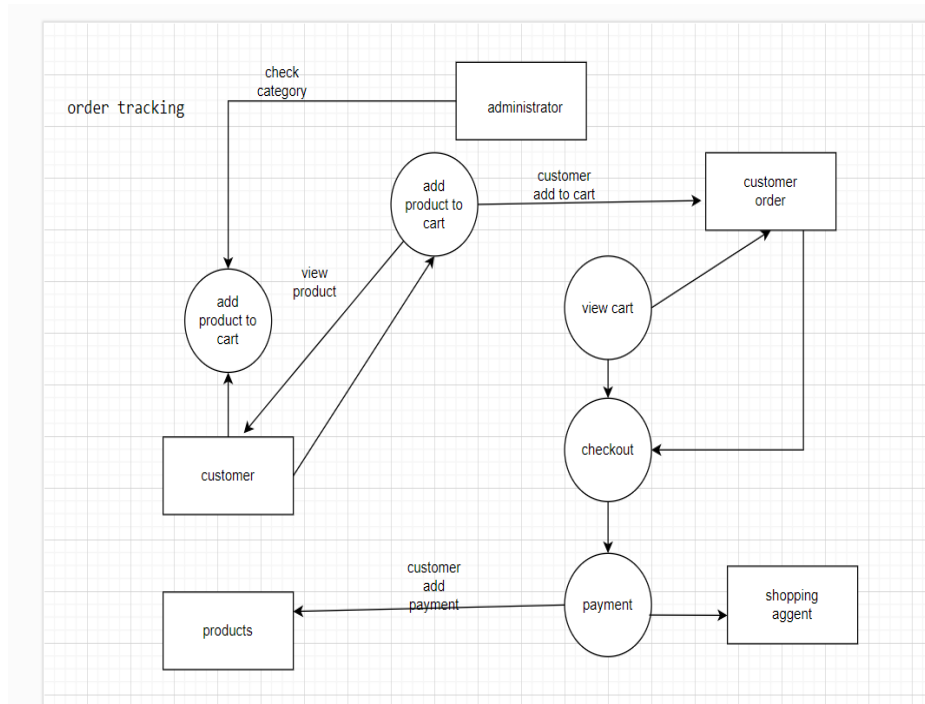 check
category
administrator
order tracking
add
product to
cart
customer
add to cart
customer
order
view
product
add
product to
cart
view cart
customer
checkout
customer
add
payment
products
payment
shopping
aggent